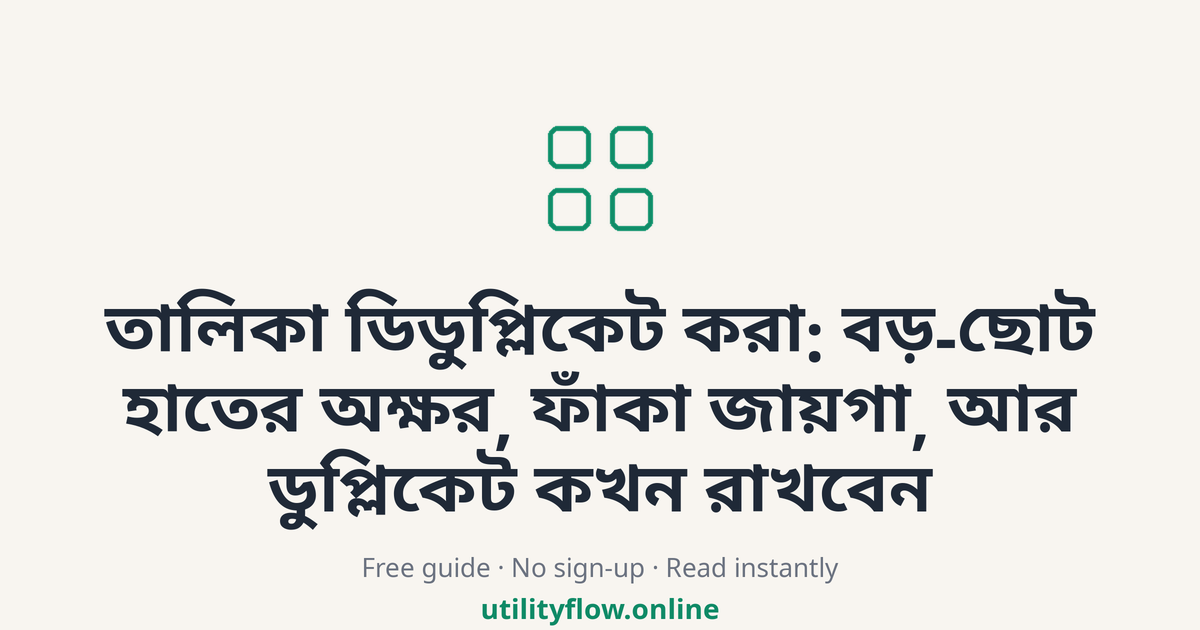 তালিকা ডিডুপ্লিকেট করা: বড়-ছোট
হাতের অক্ষর, ফাঁকা জায়গা, আর
ডুপ্লিকেট কখন রাখবেন
Free guide · No sign-up · Read instantly
utilityflow.online